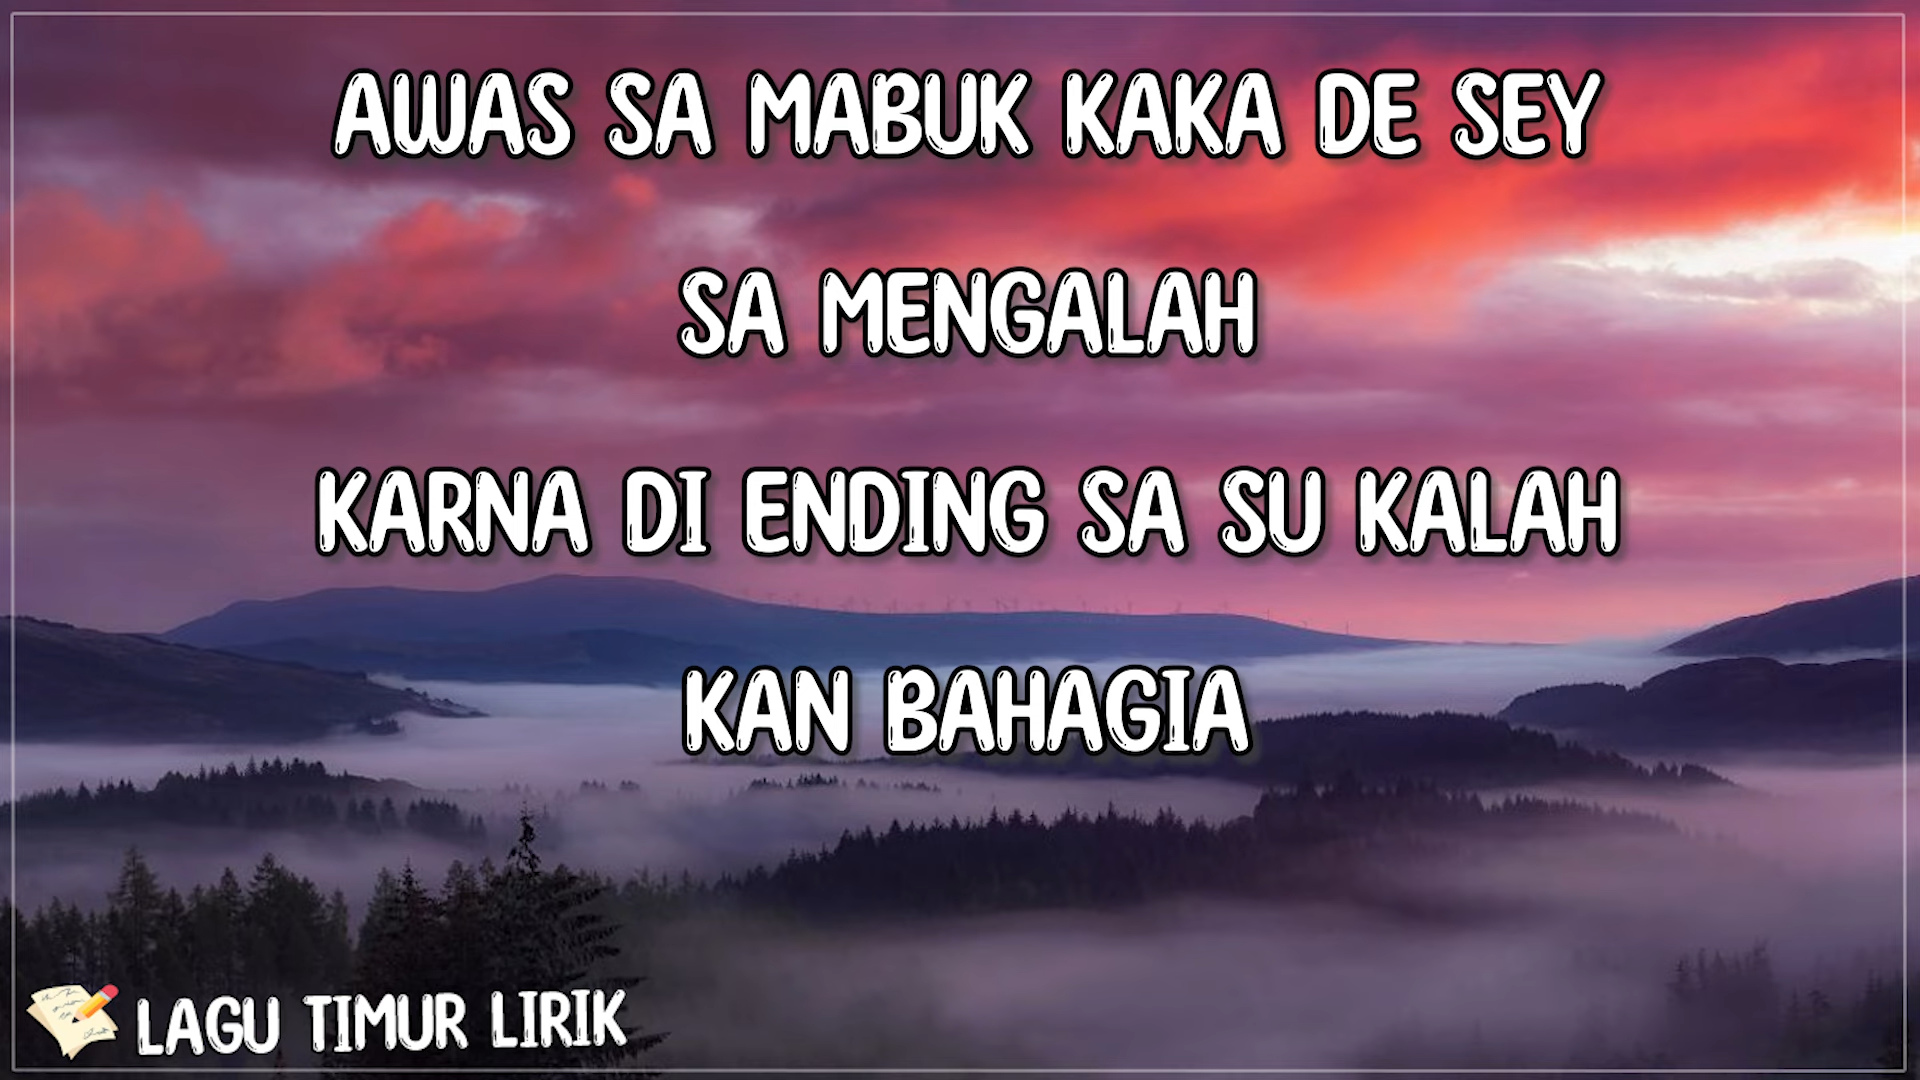 AWAS SA MABUK KAKA DE SEY
SA MENGALAH
KARNA DI ENDING SA SU KALAH
KAN BAHAGIA
LAGU TIMUR LIRIK